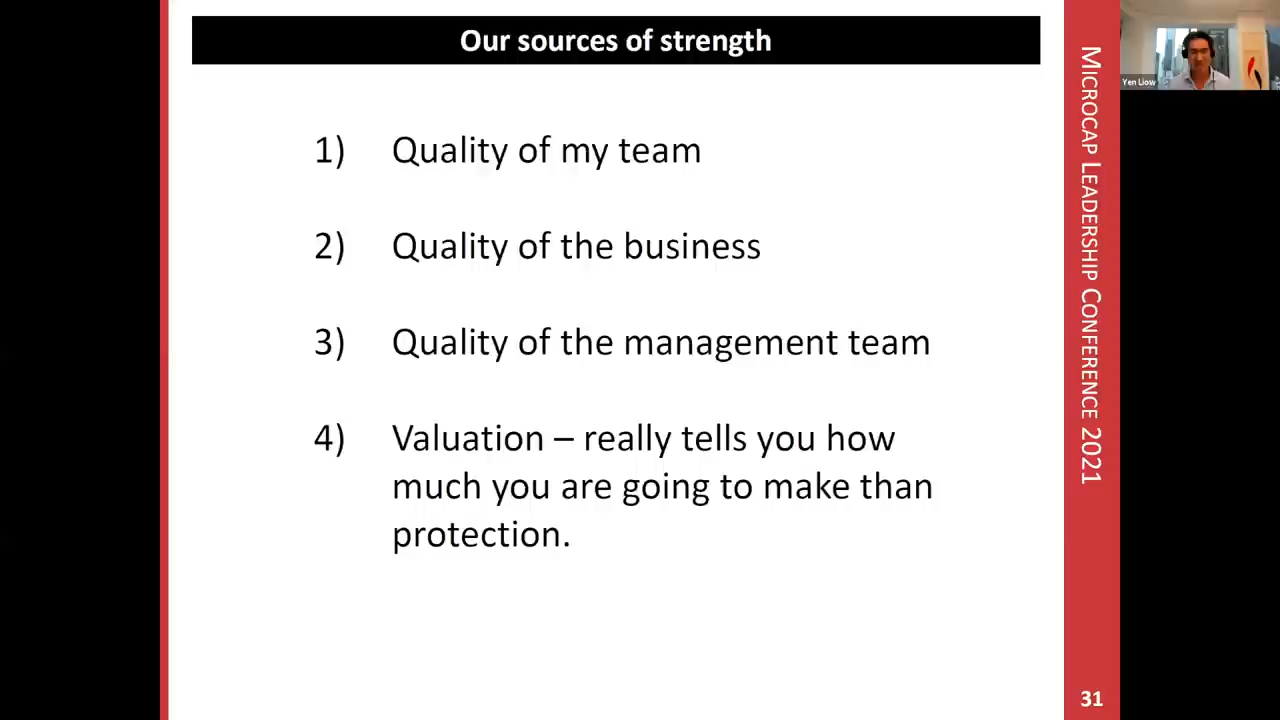 Our sources of strength
1) Quality of my team
2) Quality of the business
3) Quality of the management team
4) Valuation – really tells you how
much you are going to make than
protection.
MICROCAP LEADERSHIP CONFERENCE 2021
31
Yen Liow